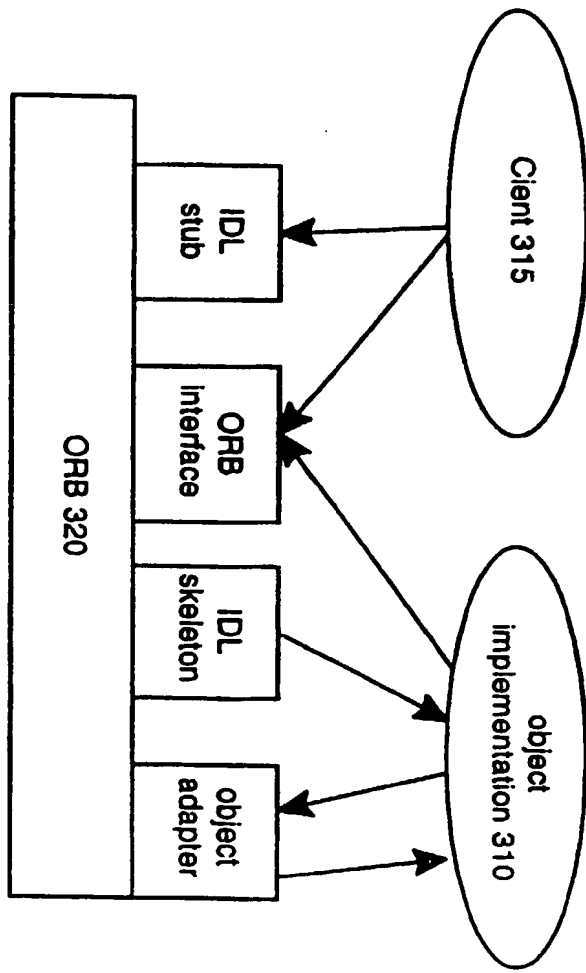 Cient 315
object
implementation 310
IDL
stub
ORB
interface
IDL
skeleton
object
adapter
ORB 320